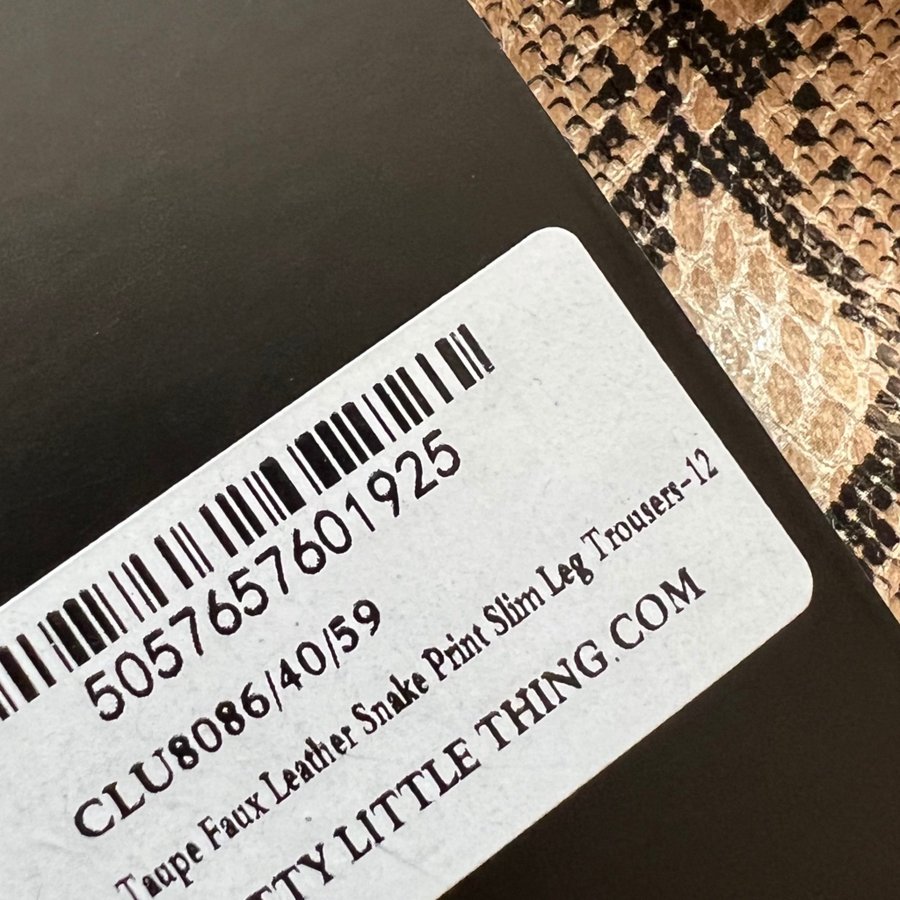 5057657601925
CLU8086/40/59
Taupe Faux Leather Snake Print Slim Leg Trousers-12
TTY LITTLE THING.COM